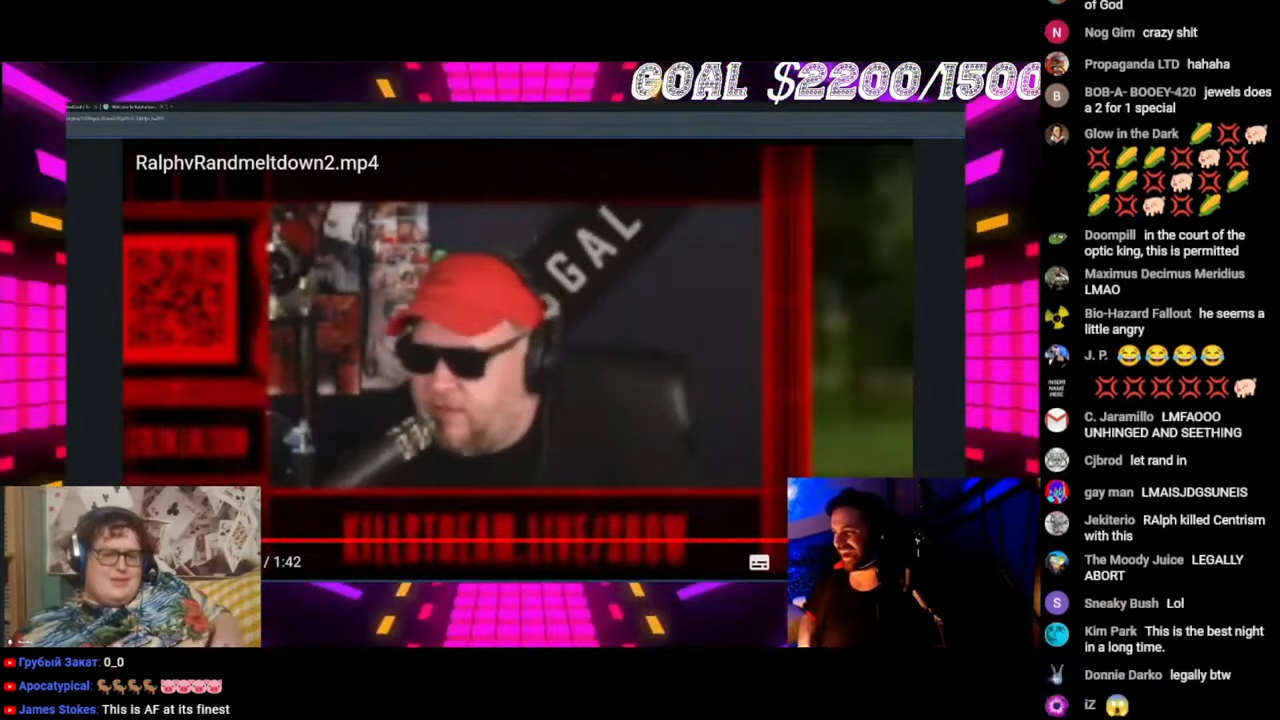 GOAL $2200/1500
RalphvRandmeltdown2.mp4
GAL
/ 1:42
of God
N
Nog Gim crazy shit
Propaganda LTD hahaha
B
BOB-A- BOOEY-420 jewels does
a 2 for 1 special
Glow in the Dark 🌽 💢 🐖
💢 🌽 🌽 💢 🐖 💢
🌽 🌽 💢 🐖 💢 🌽
🌽 💢 🐖 💢 🌽
Doompill in the court of the
optic king, this is permitted
Maximus Decimus Meridius
LMAO
Bio-Hazard Fallout he seems a
little angry
J. P. 😂 😂 😂 😂
INSERT
NAME
HERE
💢 💢 💢 💢 💢 🐖
C. Jaramillo LMFAOOO
UNHINGED AND SEETHING
Cjbrod let rand in
gay man LMAISJDGSUNEIS
Jekiterio RAlph killed Centrism
with this
The Moody Juice LEGALLY
ABORT
S
Sneaky Bush Lol
Kim Park This is the best night
in a long time.
Donnie Darko legally btw
iZ 😱
Грубый Закат: 0_0
Apocatypical: 🦫🦫🦫🦫 🐷🐷🐷🐷
James Stokes: This is AF at its finest